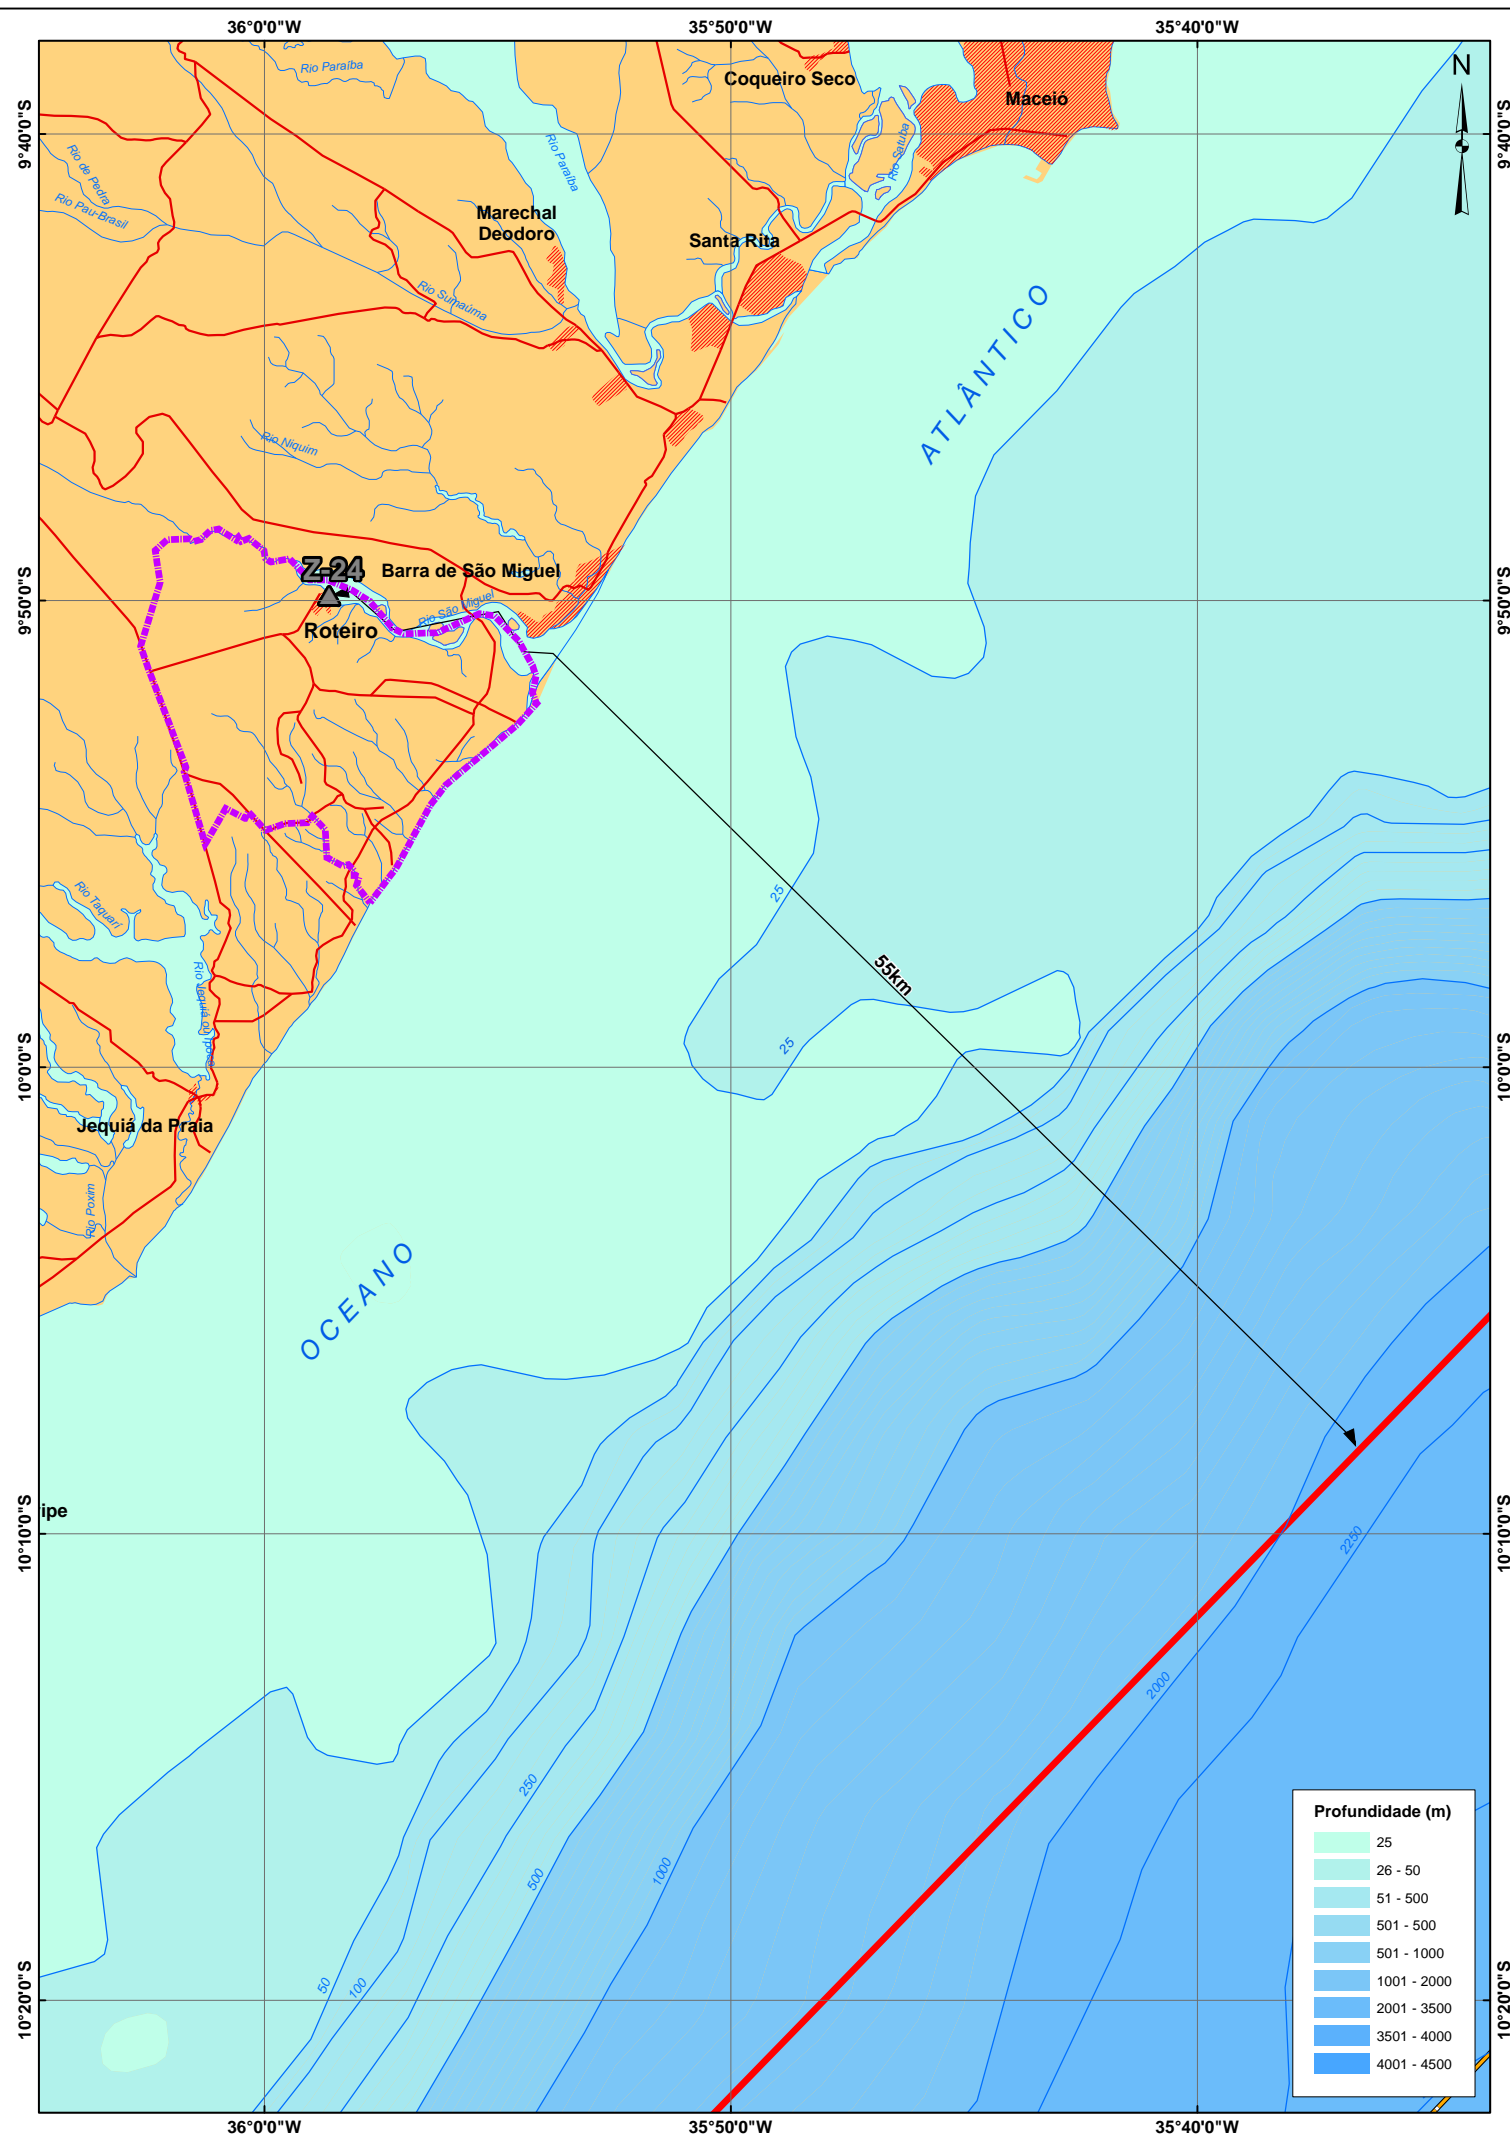 36°0'0"W
35°50'0"W
35°40'0"W
N
Rio Paraíba
Coqueiro Seco
Maceió
9°40'0"S
9°40'0"S
Rio de Pedra
Rio Paraíba
Rio Satuba
Rio Pau-Brasil
Marechal
Deodoro
Santa Rita
Rio Sumaúma
ATLÂNTICO
Rio Niquim
Z-24
Barra de São Miguel
9°50'0"S
9°50'0"S
Rio São Miguel
Roteiro
25
Rio Taquari
55km
Rio Jequiá ou Ipoca
25
10°0'0"S
10°0'0"S
Jequiá da Praia
Rio Poxim
OCEANO
ripe
10°10'0"S
10°10'0"S
2250
2000
250
500
1000
50
100
Profundidade (m)
25
26 - 50
51 - 500
501 - 500
501 - 1000
1001 - 2000
2001 - 3500
3501 - 4000
4001 - 4500
10°20'0"S
10°20'0"S
36°0'0"W
35°50'0"W
35°40'0"W